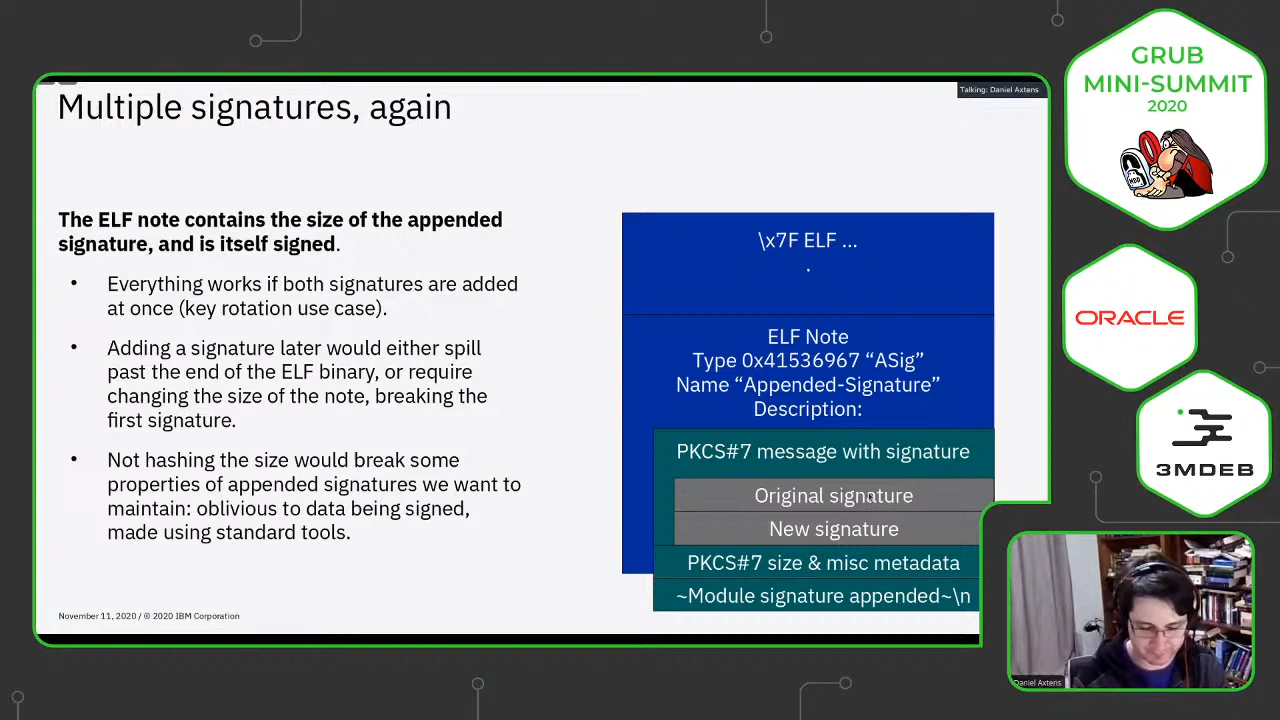 Multiple signatures, again
Talking: Daniel Axtens
The ELF note contains the size of the appended
signature, and is itself signed.
• Everything works if both signatures are added
at once (key rotation use case).
• Adding a signature later would either spill
past the end of the ELF binary, or require
changing the size of the note, breaking the
first signature.
• Not hashing the size would break some
properties of appended signatures we want to
maintain: oblivious to data being signed,
made using standard tools.
November 11, 2020 / © 2020 IBM Corporation
\x7F ELF ...
.
ELF Note
Type 0x41536967 “ASig”
Name “Appended-Signature”
Description:
PKCS#7 message with signature
Original signature
New signature
PKCS#7 size & misc metadata
~Module signature appended~\n
GRUB
MINI-SUMMIT
2020
ORACLE
3MDEB
Daniel Axtens